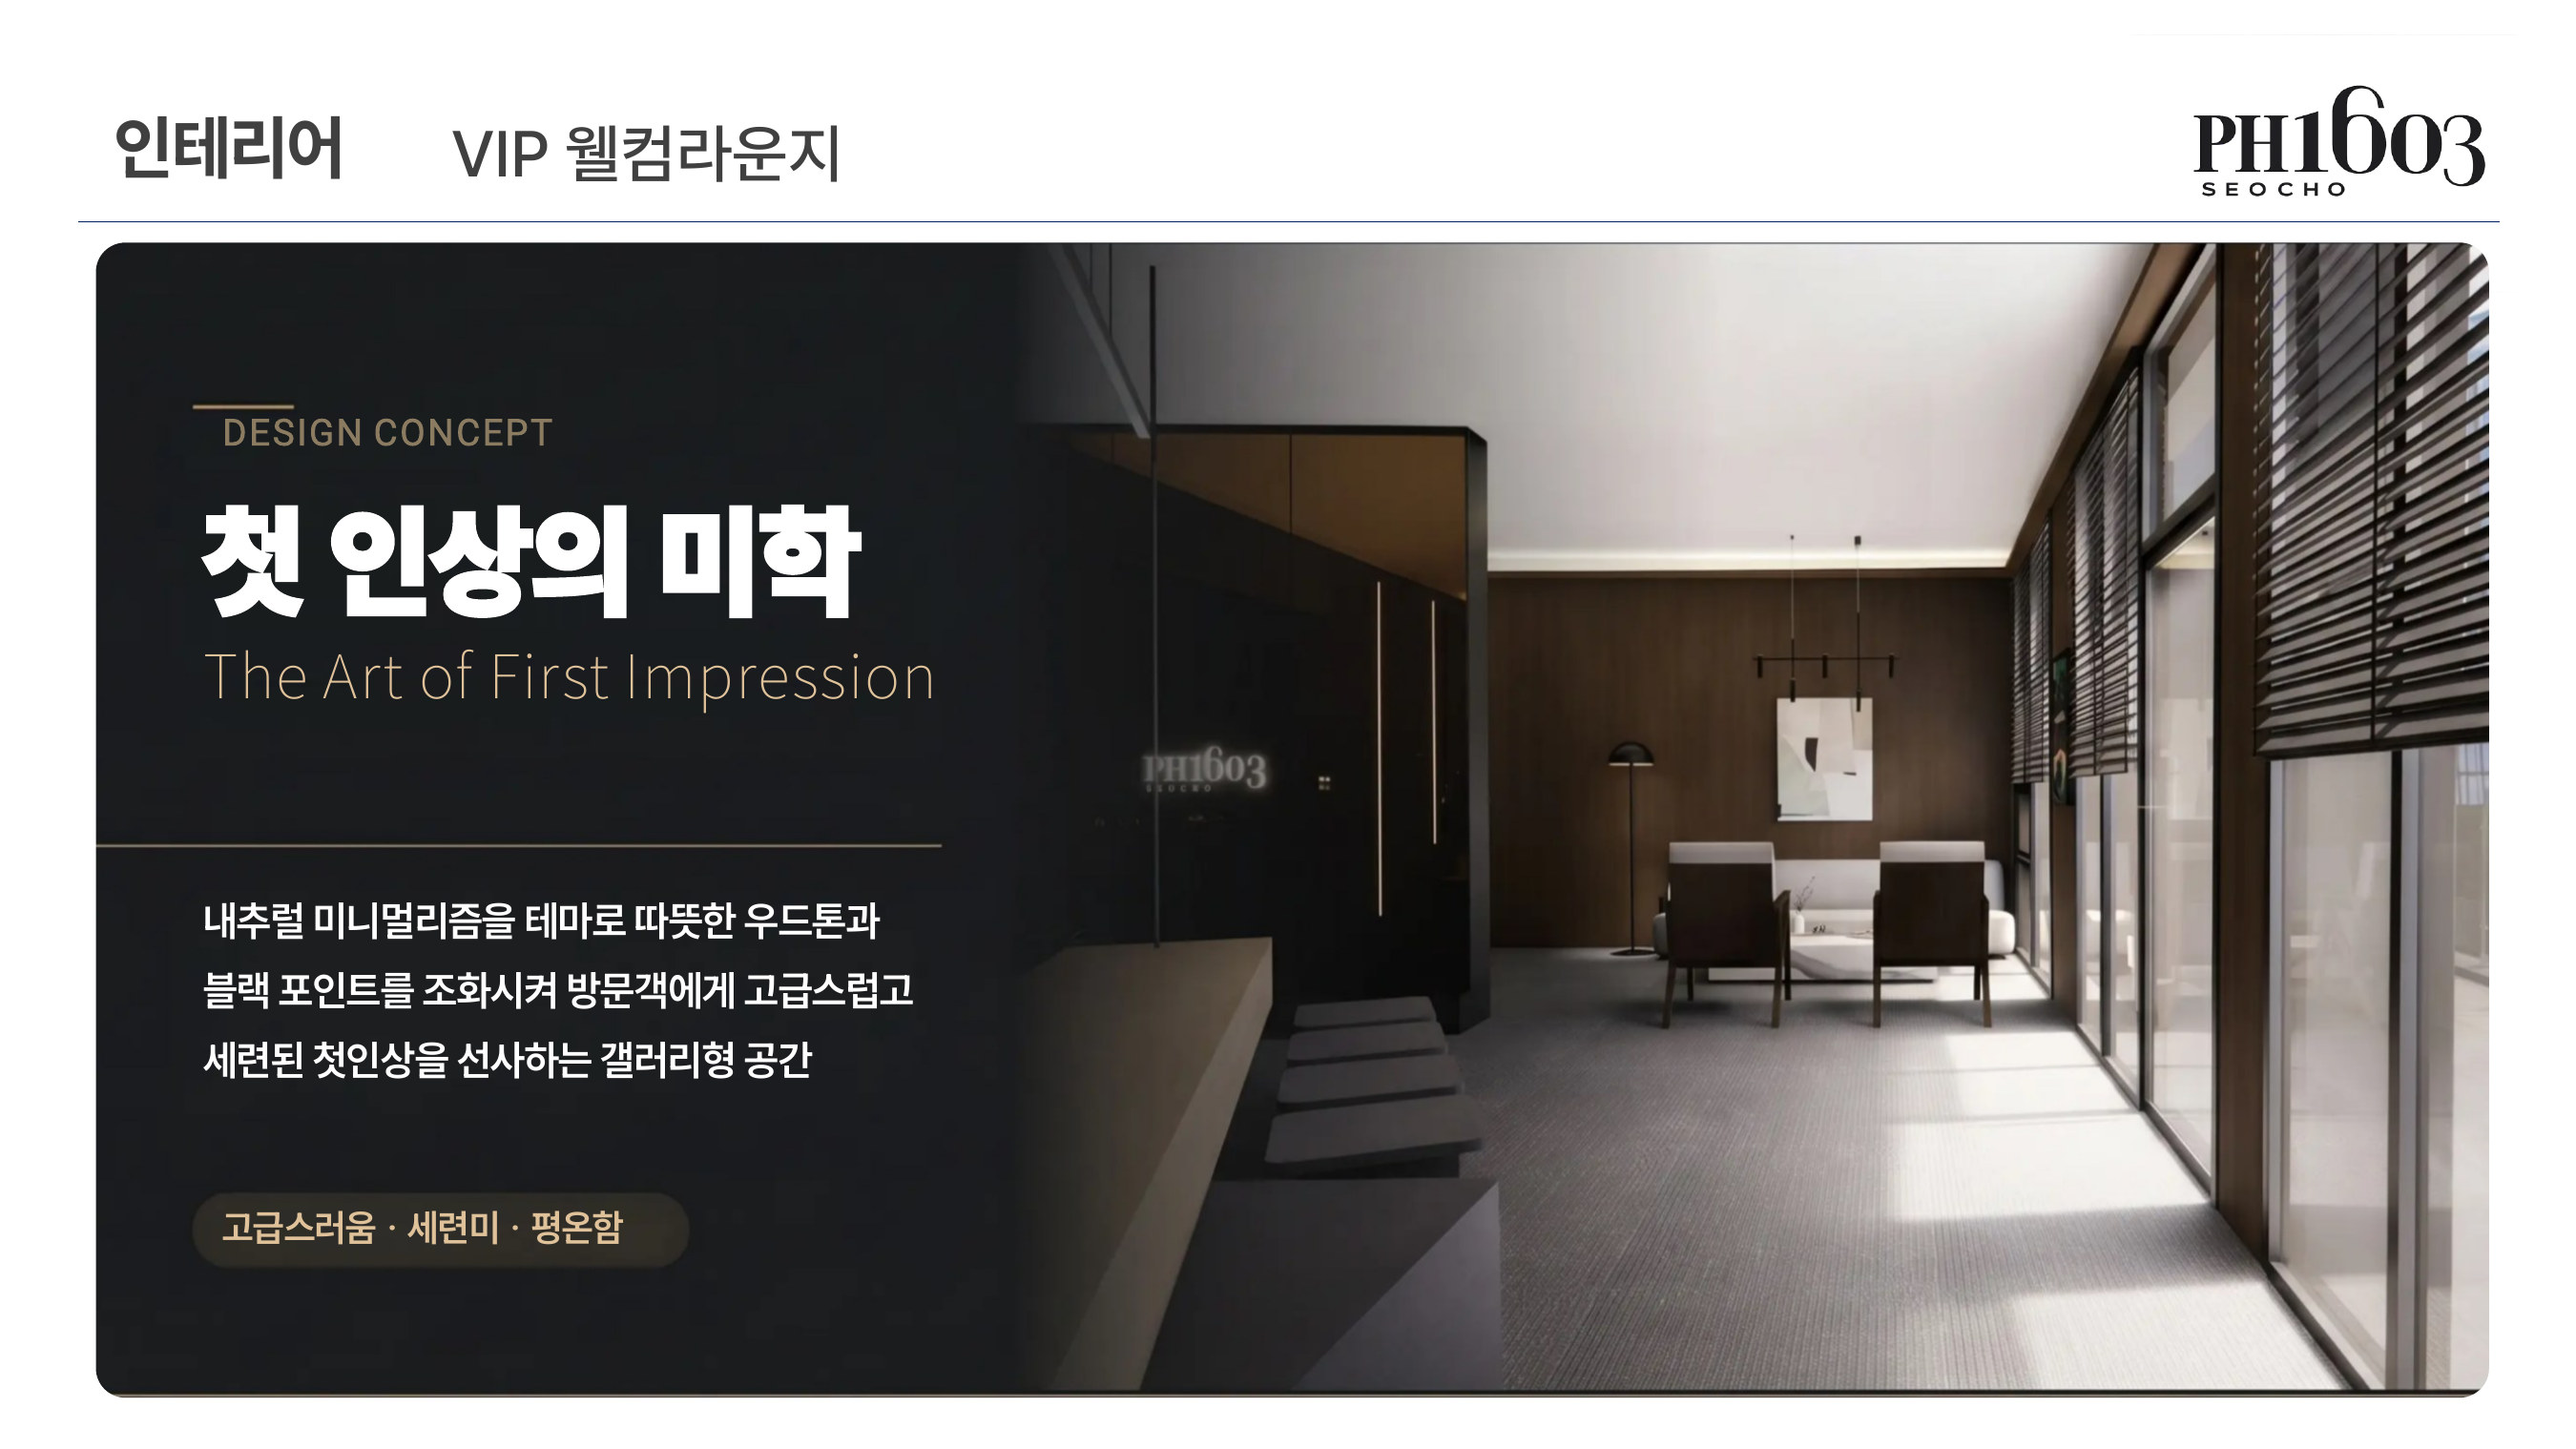 인테리어 VIP 웰컴라운지
PH1603
SEOCHO
DESIGN CONCEPT
첫 인상의 미학
The Art of First Impression
PH1603
SEOCHO
내추럴 미니멀리즘을 테마로 따뜻한 우드톤과
블랙 포인트를 조화시켜 방문객에게 고급스럽고
세련된 첫인상을 선사하는 갤러리형 공간
고급스러움 · 세련미 · 평온함